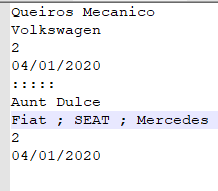 Queiros Mecanico
Volkswagen
2
04/01/2020
:::::
Aunt Dulce
Fiat ; SEAT ; Mercedes
2
04/01/2020